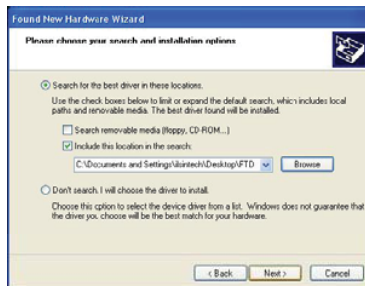 Found New Hardware Wizard
Please choose your search and installation options.
Search for the best driver in these locations.
Use the check boxes below to limit or expand the default search, which includes local
paths and removable media. The best driver found will be installed.
Search removable media (floppy, CD-ROM...)
Include this location in the search:
C:\Documents and Settings\ilsintech\Desktop\FTD
Browse
Don't search. I will choose the driver to install.
Choose this option to select the device driver from a list. Windows does not guarantee that
the driver you choose will be the best match for your hardware.
< Back
Next >
Cancel